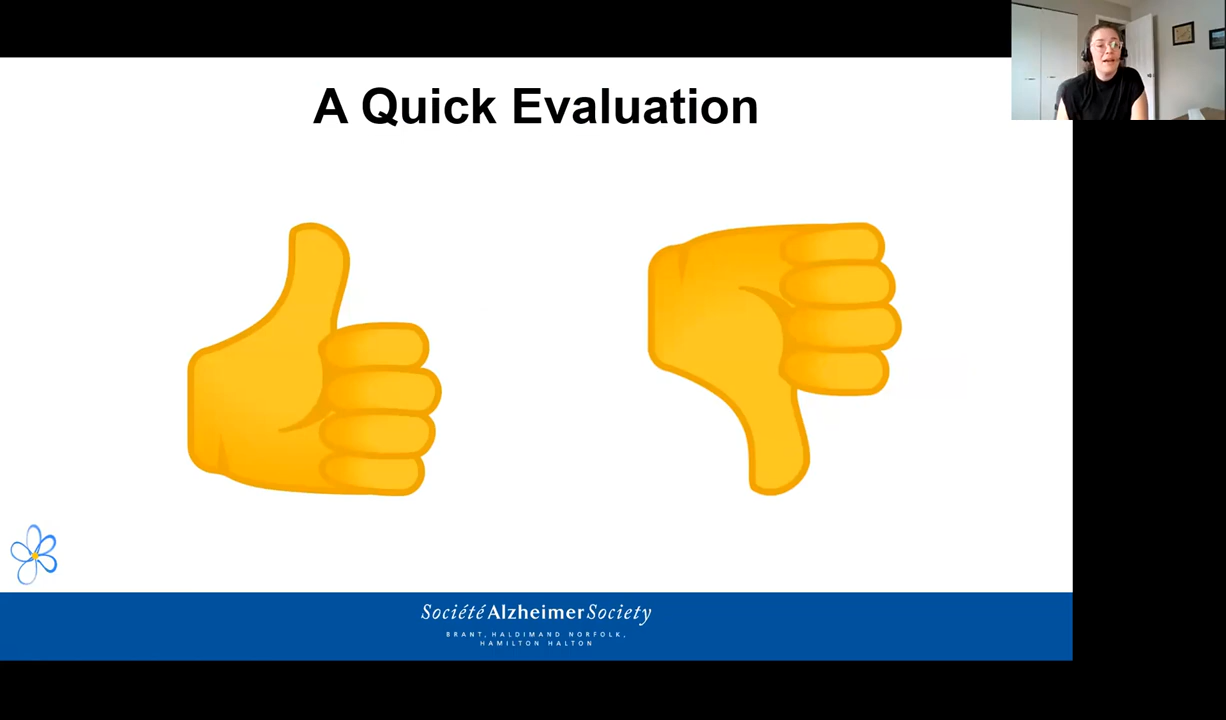 A Quick Evaluation
Société Alzheimer Society
BRANT, HALDIMAND NORFOLK,
HAMILTON HALTON